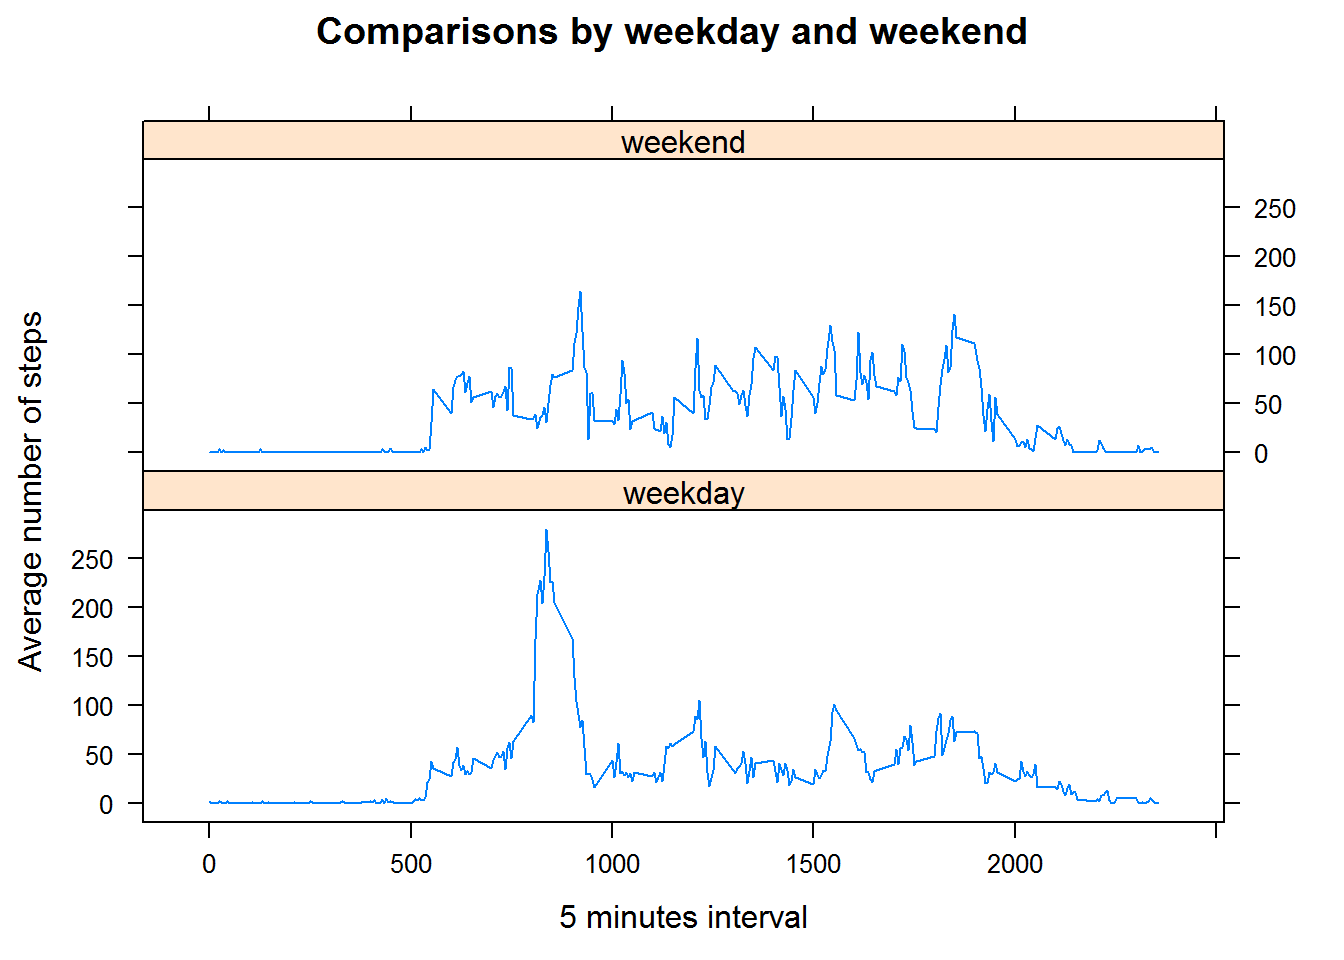 Comparisons by weekday and weekend
weekend
250
200
150
100
50
0
weekday
250
200
150
100
50
0
Average number of steps
0 500 1000 1500 2000
5 minutes interval